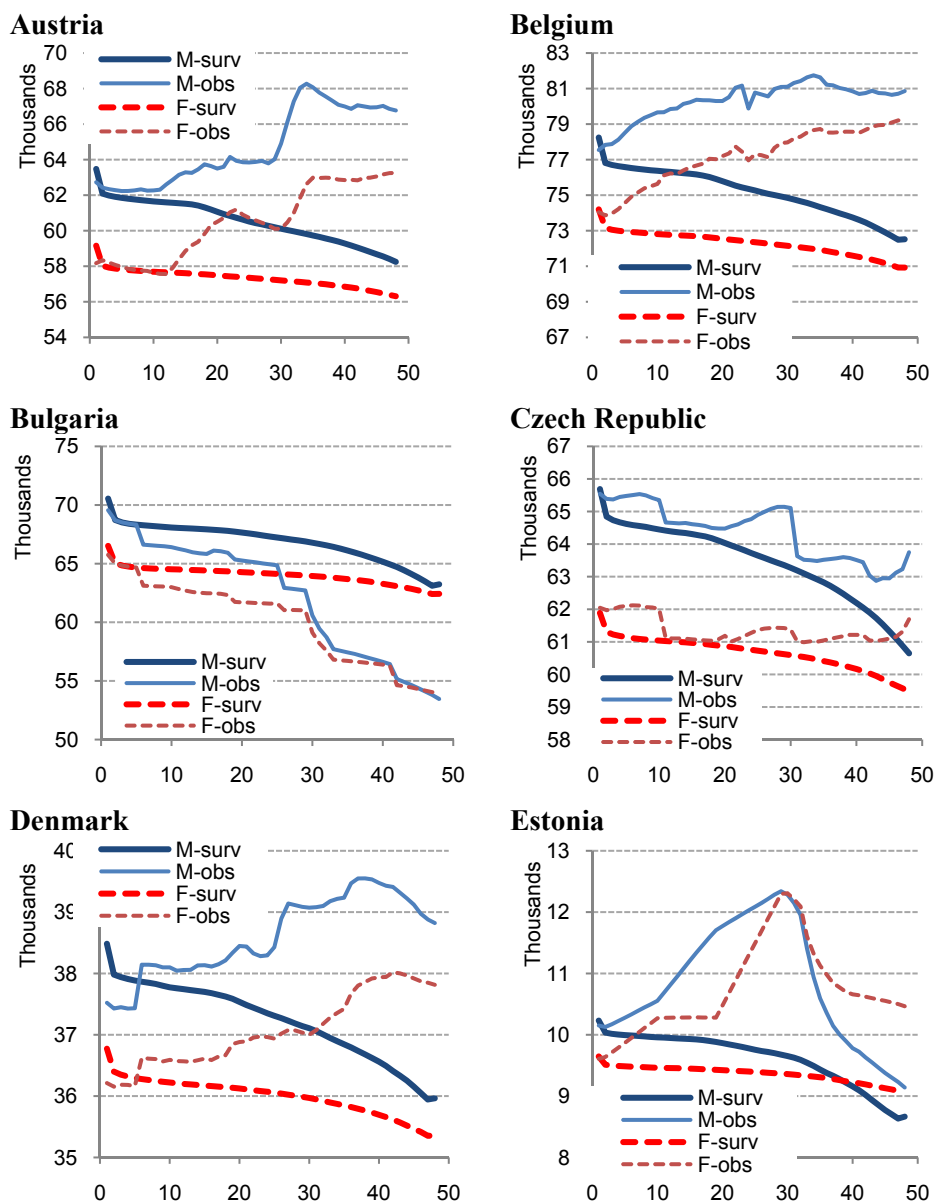 Austria
Thousands
70
68
66
64
62
60
58
56
54
0 10 20 30 40 50
M-surv
M-obs
F-surv
F-obs
Belgium
Thousands
83
81
79
77
75
73
71
69
67
0 10 20 30 40 50
M-surv
M-obs
F-surv
F-obs
Bulgaria
Thousands
75
70
65
60
55
50
0 10 20 30 40 50
M-surv
M-obs
F-surv
F-obs
Czech Republic
Thousands
67
66
65
64
63
62
61
60
59
58
0 10 20 30 40 50
M-surv
M-obs
F-surv
F-obs
Denmark
Thousands
40
39
38
37
36
35
0 10 20 30 40 50
M-surv
M-obs
F-surv
F-obs
Estonia
Thousands
13
12
11
10
9
8
0 10 20 30 40 50
M-surv
M-obs
F-surv
F-obs